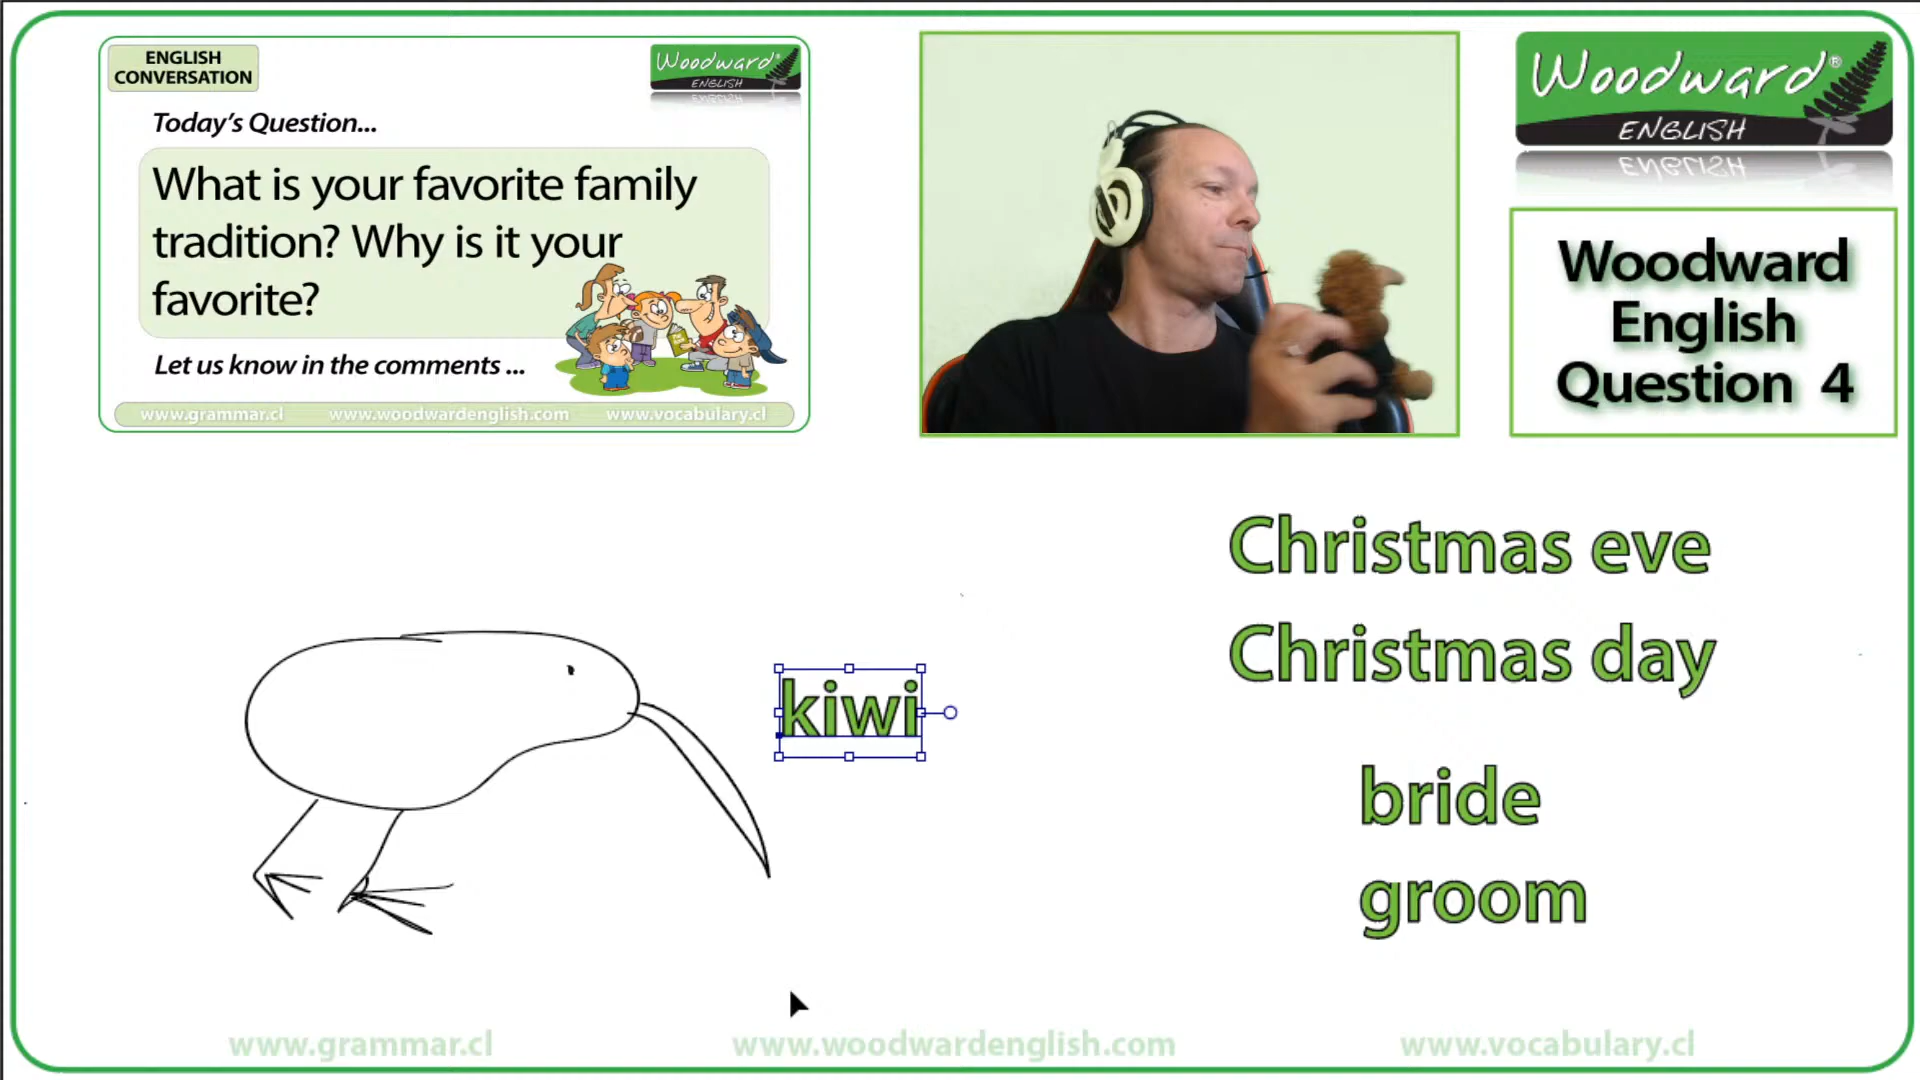 ENGLISH
CONVERSATION
Woodward®
ENGLISH
Today's Question...
What is your favorite family
tradition? Why is it your
favorite?
Let us know in the comments ...
www.grammar.cl www.woodwardenglish.com www.vocabulary.cl
Woodward®
ENGLISH
Woodward
English
Question 4
kiwi
Christmas eve
Christmas day
bride
groom
www.grammar.cl www.woodwardenglish.com www.vocabulary.cl